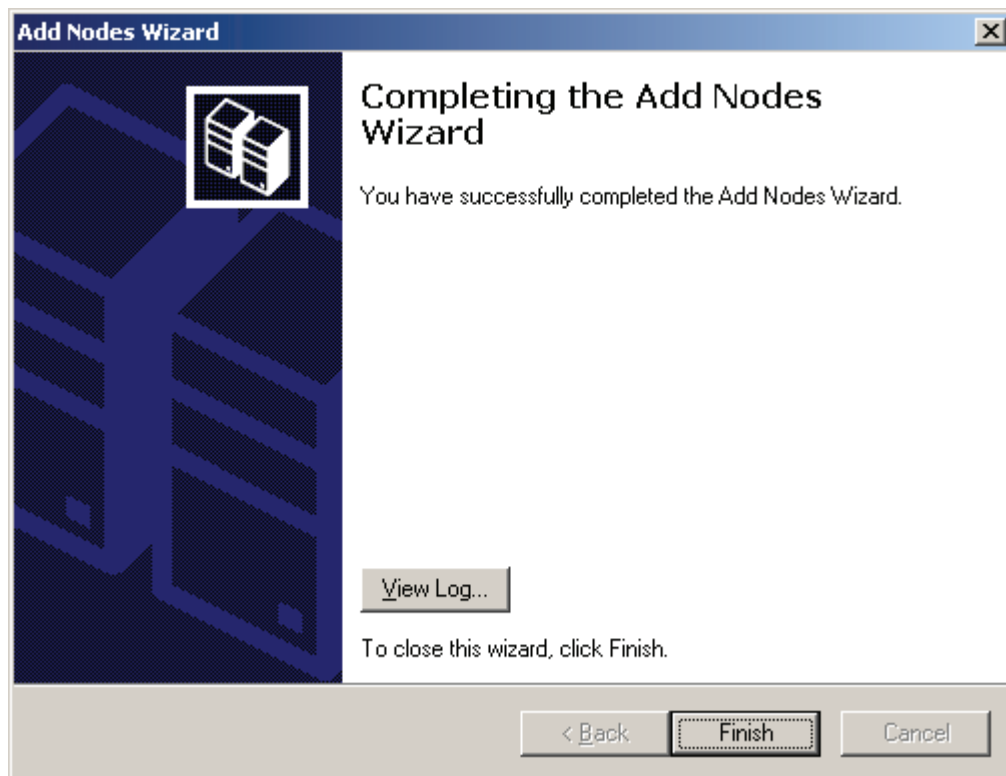 Add Nodes Wizard
Completing the Add Nodes
Wizard
You have successfully completed the Add Nodes Wizard.
View Log...
To close this wizard, click Finish.
< Back
Finish
Cancel